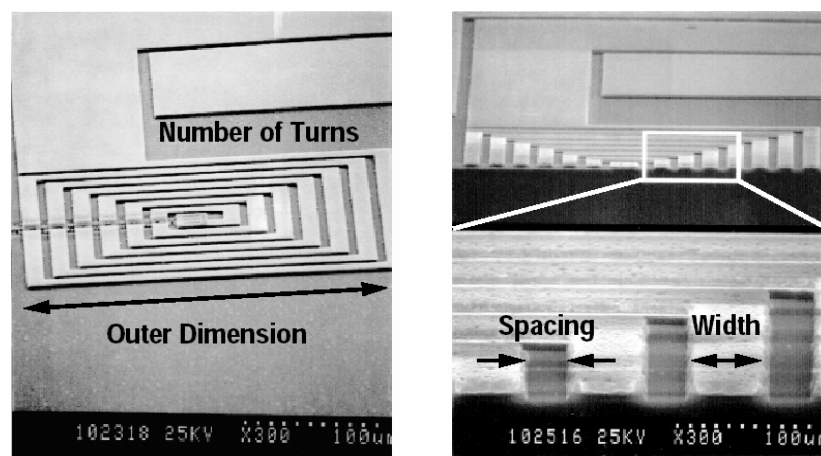 Number of Turns
Outer Dimension
102318 25KV X300 100um
Spacing
Width
102516 25KV X300 100um